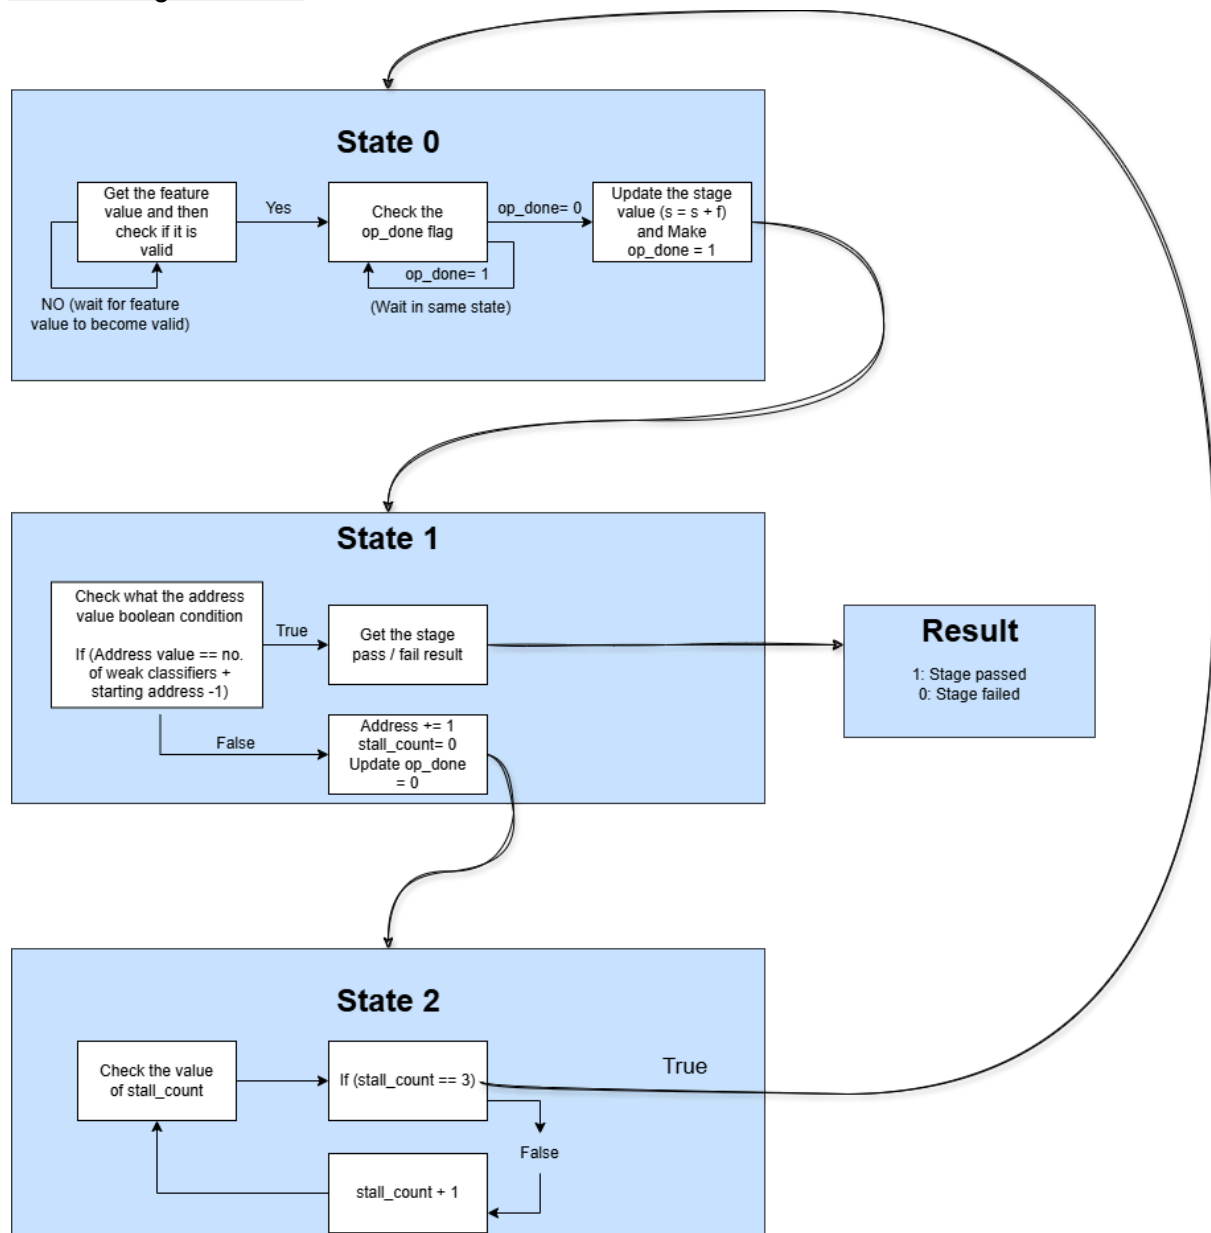 State 0
Get the feature
value and then
check if it is
valid
Yes
Check the
op_done flag
op_done= 0
Update the stage
value (s = s + f)
and Make
op_done = 1
op_done= 1
(Wait in same state)
NO (wait for feature
value to become valid)
State 1
Check what the address
value boolean condition
If (Address value == no.
of weak classifiers +
starting address -1)
True
Get the stage
pass / fail result
Result
1: Stage passed
0: Stage failed
False
Address += 1
stall_count= 0
Update op_done
= 0
State 2
Check the value
of stall_count
If (stall_count == 3)
True
False
stall_count + 1